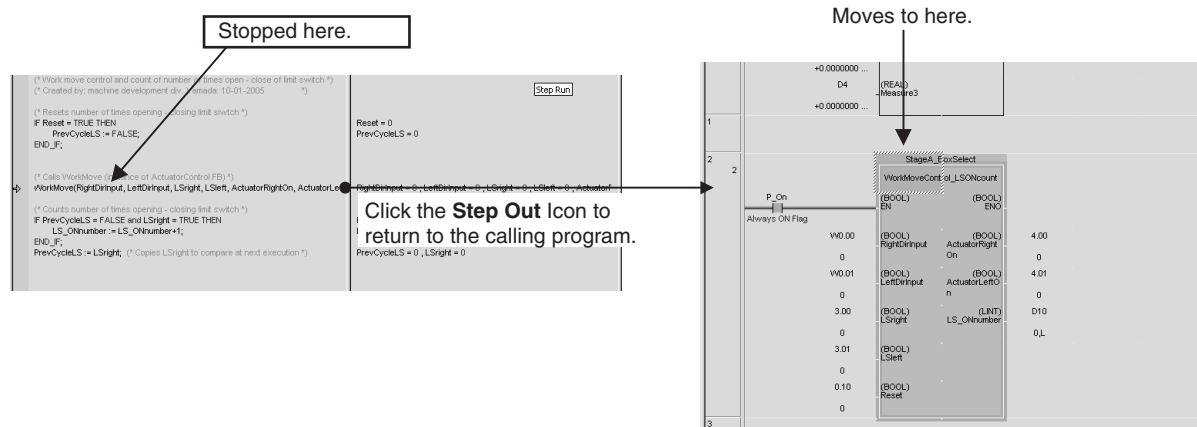 Stopped here.
Moves to here.
(* Work move control and count of number of times open - close of limit switch *)
(* Created by: machine development div. Yamada: 10-01-2005 *)
Step Run
(* Resets number of times opening - closing limit siwtch *)
IF Reset = TRUE THEN
PrevCycleLS := FALSE;
END_IF;
Reset = 0
PrevCycleLS = 0
(* Calls WorkMove (instance of ActuatorControl FB) *)
WorkMove(RightDirInput, LeftDirInput, LSright, LSleft, ActuatorRightOn, ActuatorLe
RightDirInput = 0 , LeftDirInput = 0 , LSright = 0 , LSleft = 0 , Actuatorf
(* Counts number of times opening - closing limit switch *)
IF PrevCycleLS = FALSE and LSright = TRUE THEN
LS_ONnumber := LS_ONnumber+1;
END_IF;
PrevCycleLS := LSright; (* Copies LSright to compare at next execution *)
PrevCycleLS = 0 , LSright = 0
Click the Step Out Icon to
return to the calling program.
+0.0000000 ...
D4
(REAL)
Measure3
+0.0000000 ...
1
2
2
StageA_BoxSelect
WorkMoveControl_LSONcount
P_On
Always ON Flag
(BOOL)
EN
(BOOL)
ENO
W0.00
(BOOL)
RightDirInput
(BOOL)
ActuatorRight
On
4.00
0
0
W0.01
(BOOL)
LeftDirInput
(BOOL)
ActuatorLeftO
n
4.01
0
0
3.00
(BOOL)
LSright
(LINT)
LS_ONnumber
D10
0
0,L
3.01
(BOOL)
LSleft
0
0.10
(BOOL)
Reset
0
3